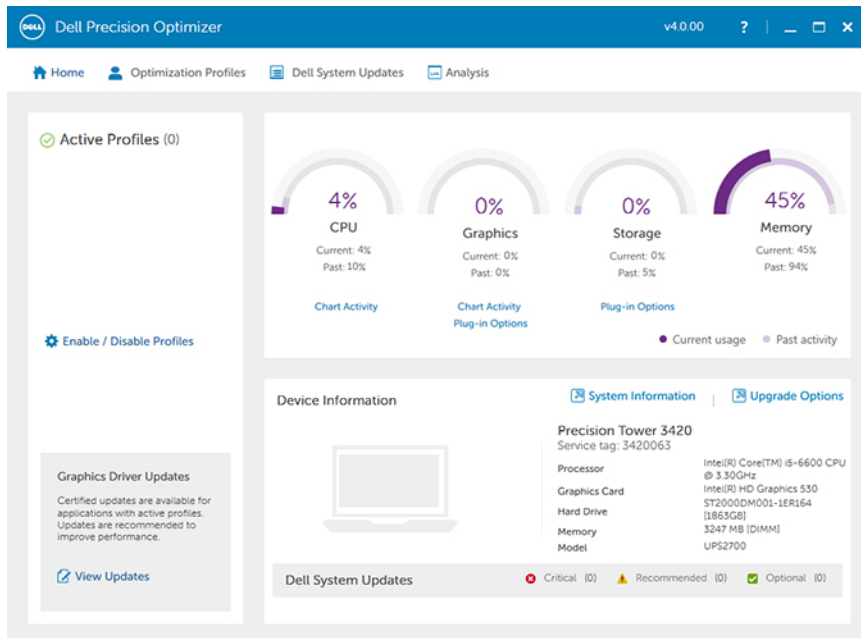 DELL
Dell Precision Optimizer
v4.0.00
?
Home
Optimization Profiles
Dell System Updates
Analysis
Active Profiles (0)
Enable / Disable Profiles
Graphics Driver Updates
Certified updates are available for
applications with active profiles.
Updates are recommended to
improve performance.
View Updates
4%
CPU
Current: 4%
Past: 10%
Chart Activity
0%
Graphics
Current: 0%
Past: 0%
Chart Activity
Plug-in Options
0%
Storage
Current: 0%
Past: 5%
Plug-in Options
45%
Memory
Current: 45%
Past: 94%
Current usage
Past activity
Device Information
System Information
Upgrade Options
Precision Tower 3420
Service tag: 3420063
Processor
Intel(R) Core(TM) i5-6600 CPU
@ 3.30GHz
Graphics Card
Intel(R) HD Graphics 530
Hard Drive
ST2000DM001-1ER164
[1863GB]
Memory
3247 MB [DIMM]
Model
UPS2700
Dell System Updates
Critical (0)
Recommended (0)
Optional (0)